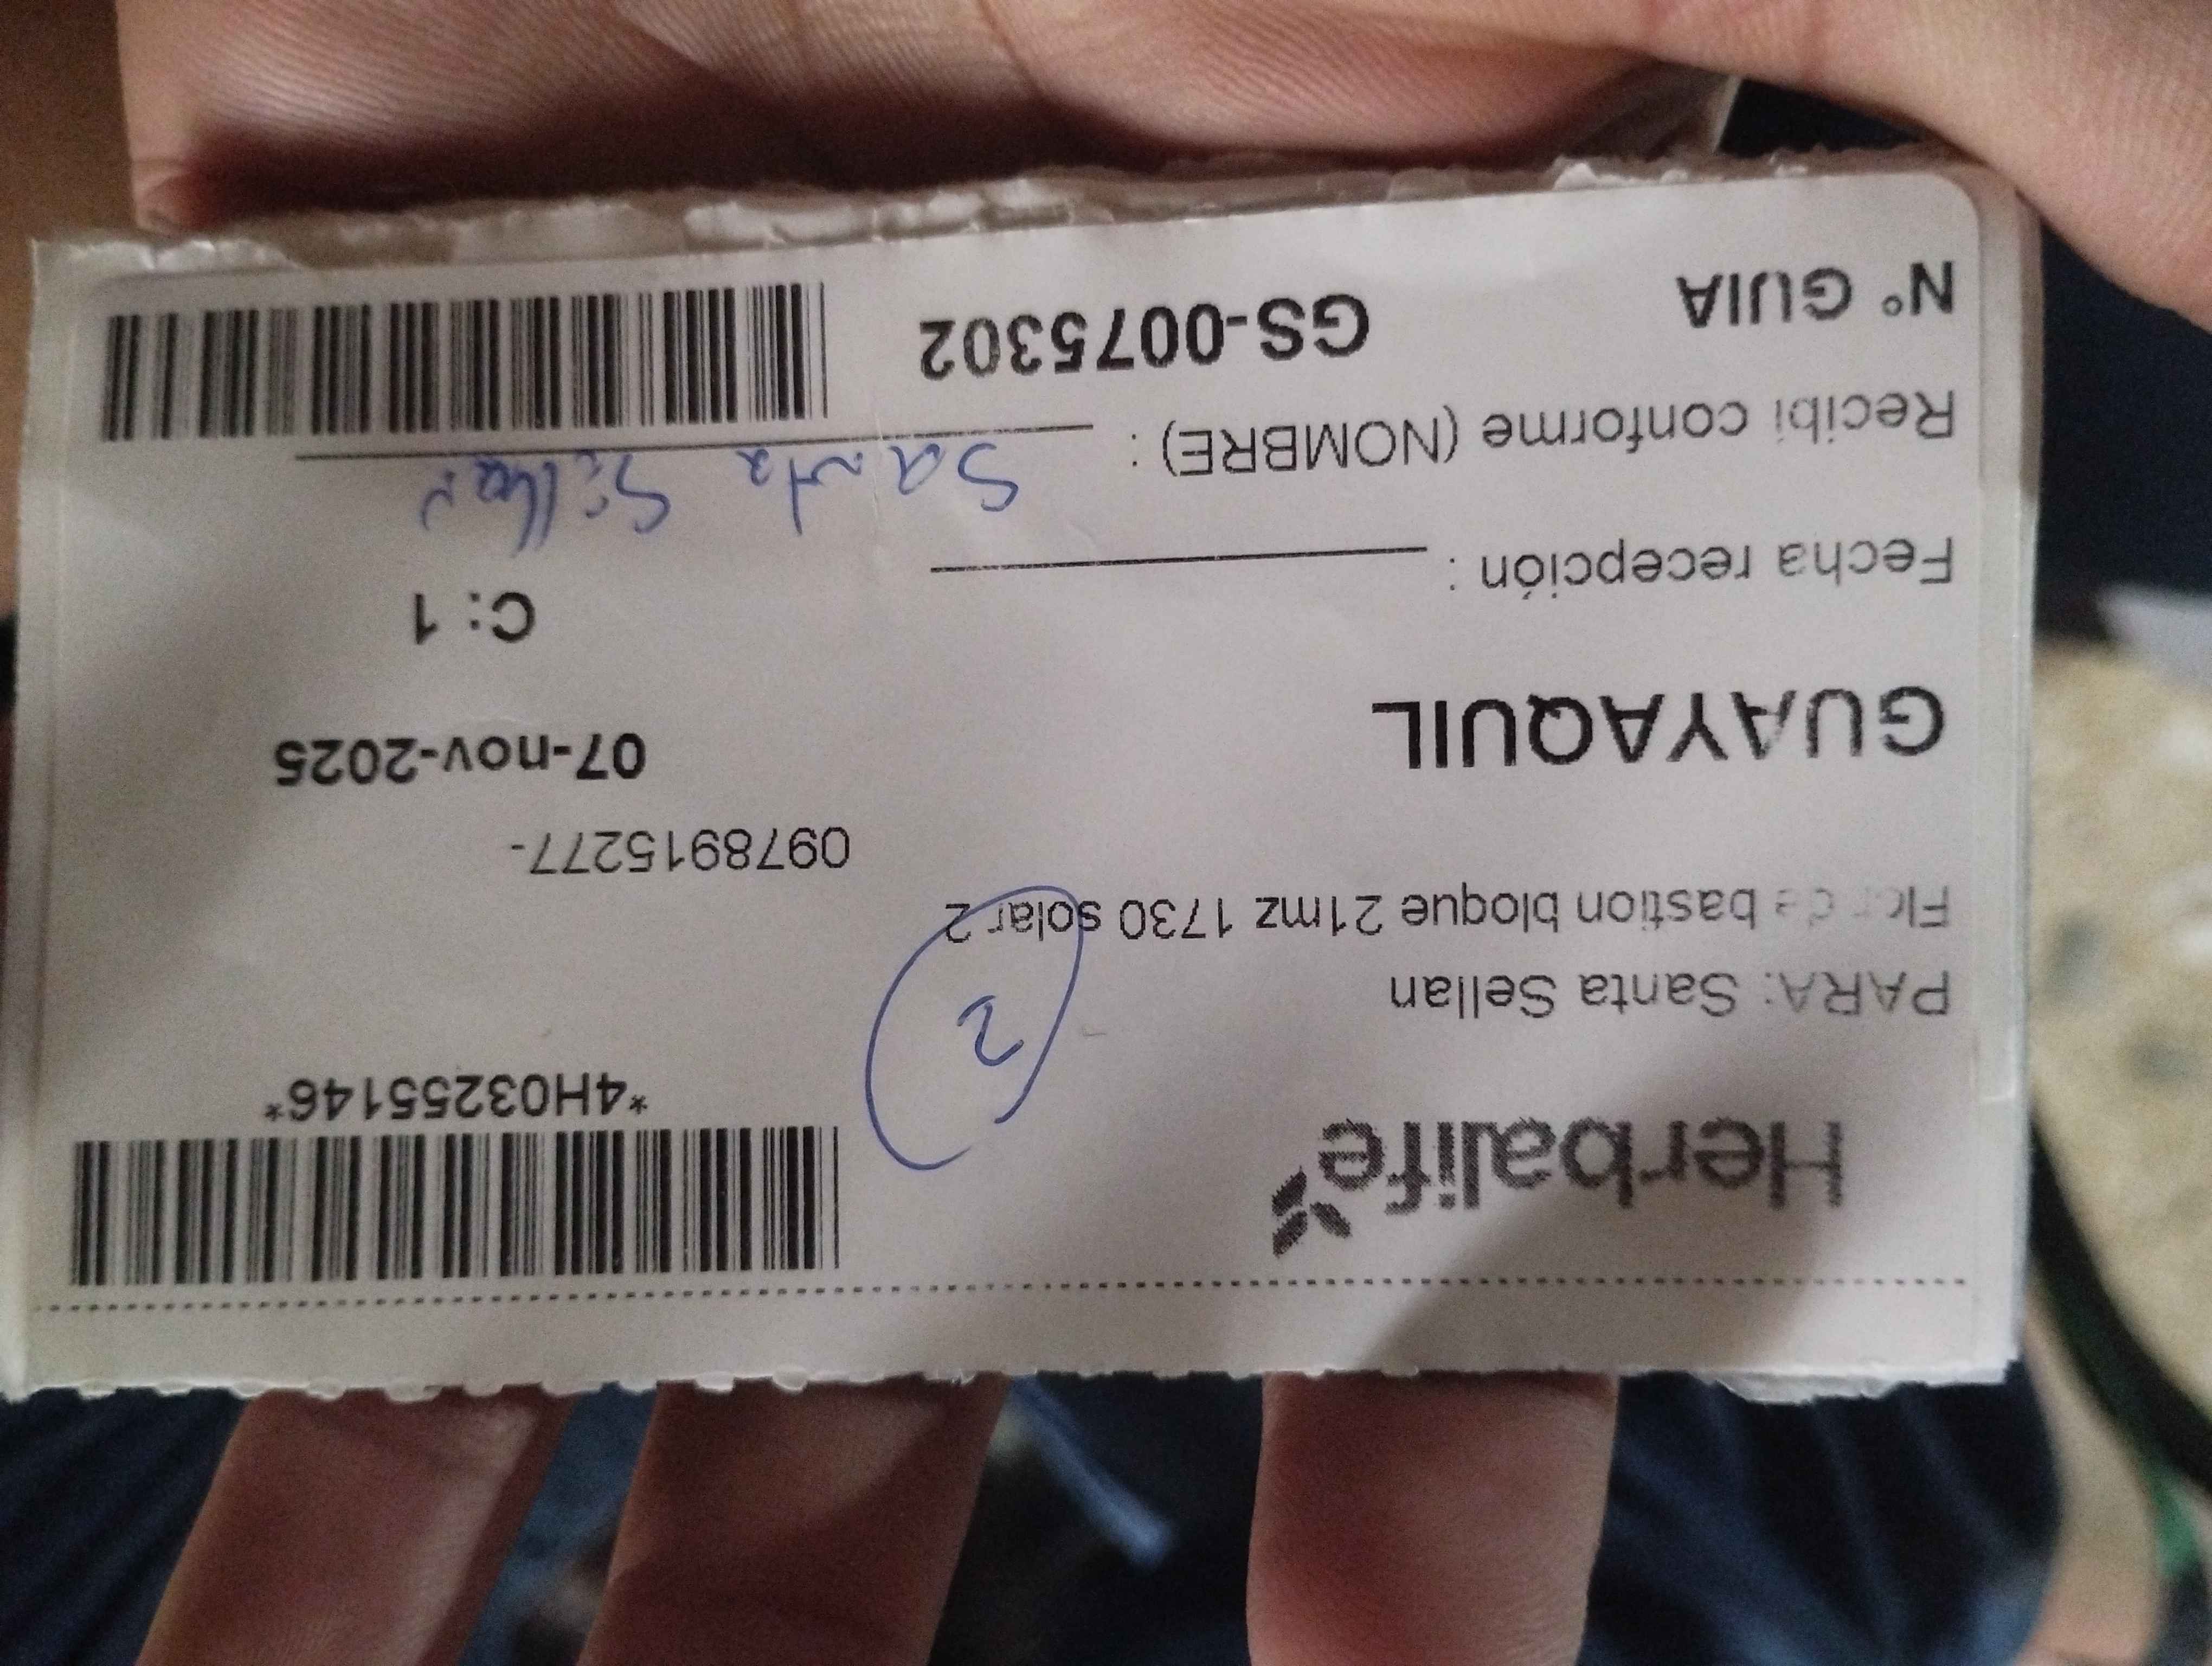 Herbalife
*4H03255146*
PARA: Santa Sellan
2
Flor de bastion bloque 21mz 1730 solar 2
0978915277-
GUAYAQUIL
07-nov-2025
C: 1
Fecha recepción :
Recibi conforme (NOMBRE) : Santa Sellan
N° GUIA
GS-0075302